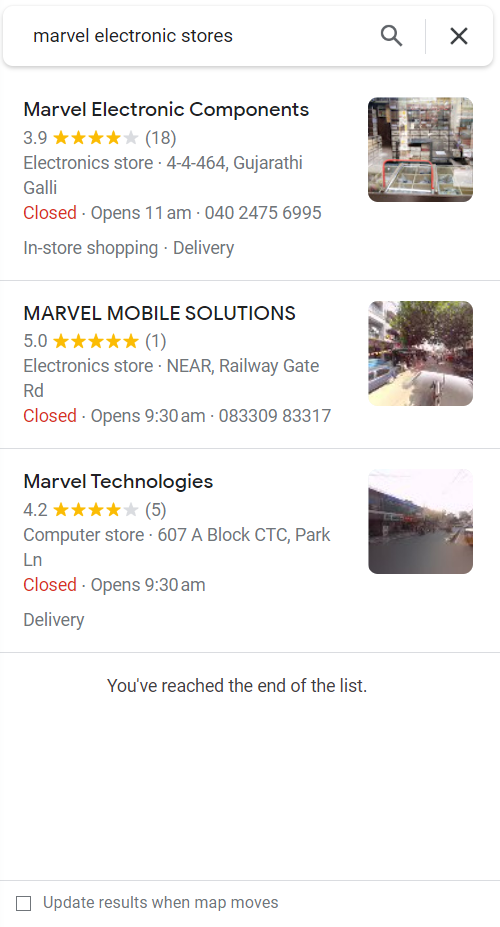 marvel electronic stores
Marvel Electronic Components
3.9 (18)
Electronics store · 4-4-464, Gujarathi
Galli
Closed · Opens 11 am · 040 2475 6995
In-store shopping · Delivery
MARVEL MOBILE SOLUTIONS
5.0 (1)
Electronics store · NEAR, Railway Gate
Rd
Closed · Opens 9:30 am · 083309 83317
Marvel Technologies
4.2 (5)
Computer store · 607 A Block CTC, Park
Ln
Closed · Opens 9:30 am
Delivery
You've reached the end of the list.
Update results when map moves